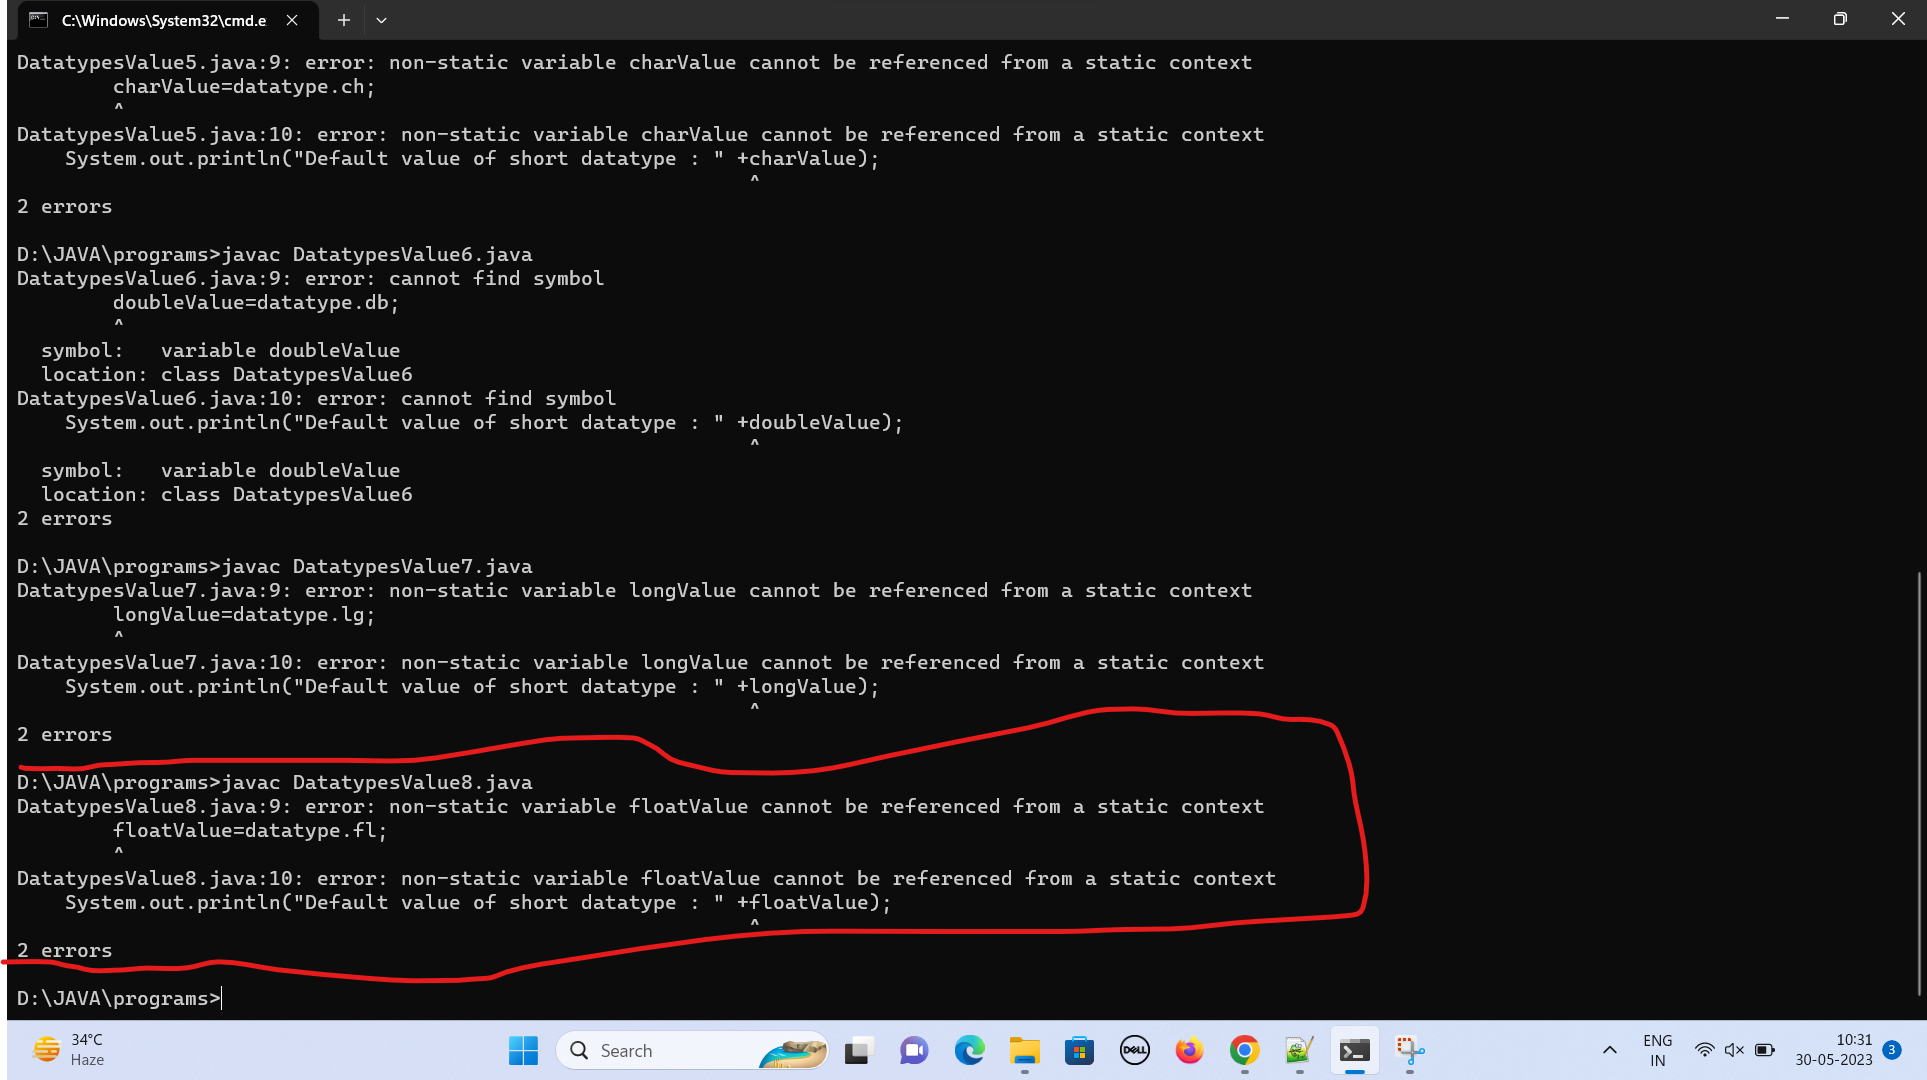 C:\Windows\System32\cmd.e
DatatypesValue5.java:9: error: non-static variable charValue cannot be referenced from a static context
        charValue=datatype.ch;
        ^
DatatypesValue5.java:10: error: non-static variable charValue cannot be referenced from a static context
    System.out.println("Default value of short datatype : " +charValue);
                                                             ^
2 errors
D:\JAVA\programs>javac DatatypesValue6.java
DatatypesValue6.java:9: error: cannot find symbol
        doubleValue=datatype.db;
        ^
  symbol:   variable doubleValue
  location: class DatatypesValue6
DatatypesValue6.java:10: error: cannot find symbol
    System.out.println("Default value of short datatype : " +doubleValue);
                                                             ^
  symbol:   variable doubleValue
  location: class DatatypesValue6
2 errors
D:\JAVA\programs>javac DatatypesValue7.java
DatatypesValue7.java:9: error: non-static variable longValue cannot be referenced from a static context
        longValue=datatype.lg;
        ^
DatatypesValue7.java:10: error: non-static variable longValue cannot be referenced from a static context
    System.out.println("Default value of short datatype : " +longValue);
                                                             ^
2 errors
D:\JAVA\programs>javac DatatypesValue8.java
DatatypesValue8.java:9: error: non-static variable floatValue cannot be referenced from a static context
        floatValue=datatype.fl;
        ^
DatatypesValue8.java:10: error: non-static variable floatValue cannot be referenced from a static context
    System.out.println("Default value of short datatype : " +floatValue);
                                                             ^
2 errors
D:\JAVA\programs>
34°C
Haze
Search
DELL
ENG
IN
10:31
30-05-2023
3